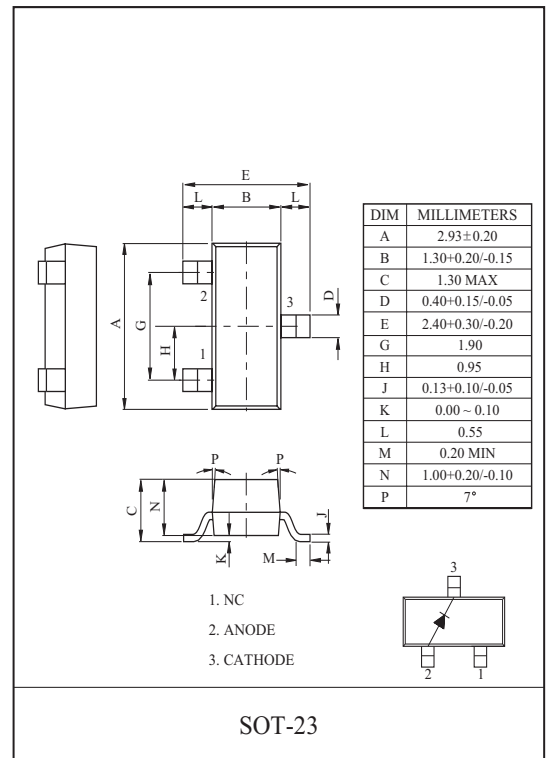 E
L B L
2
3
D
A
G
H
1
DIM MILLIMETERS
A 2.93±0.20
B 1.30+0.20/-0.15
C 1.30 MAX
D 0.40+0.15/-0.05
E 2.40+0.30/-0.20
G 1.90
H 0.95
J 0.13+0.10/-0.05
K 0.00 ~ 0.10
L 0.55
M 0.20 MIN
N 1.00+0.20/-0.10
P 7°
P P
C
N
K
M
J
1. NC
2. ANODE
3. CATHODE
3
2 1
SOT-23